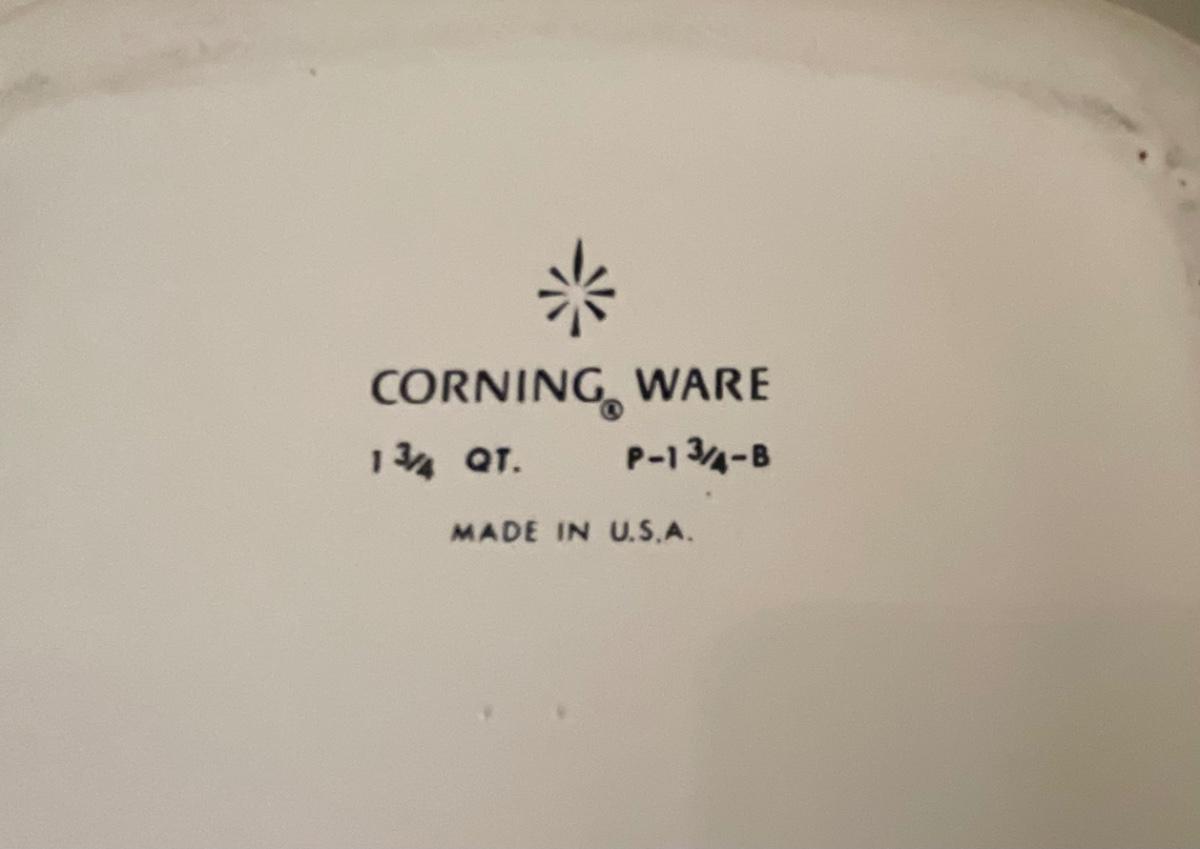 CORNING® WARE
1 3/4 QT. P-1 3/4-B
MADE IN U.S.A.